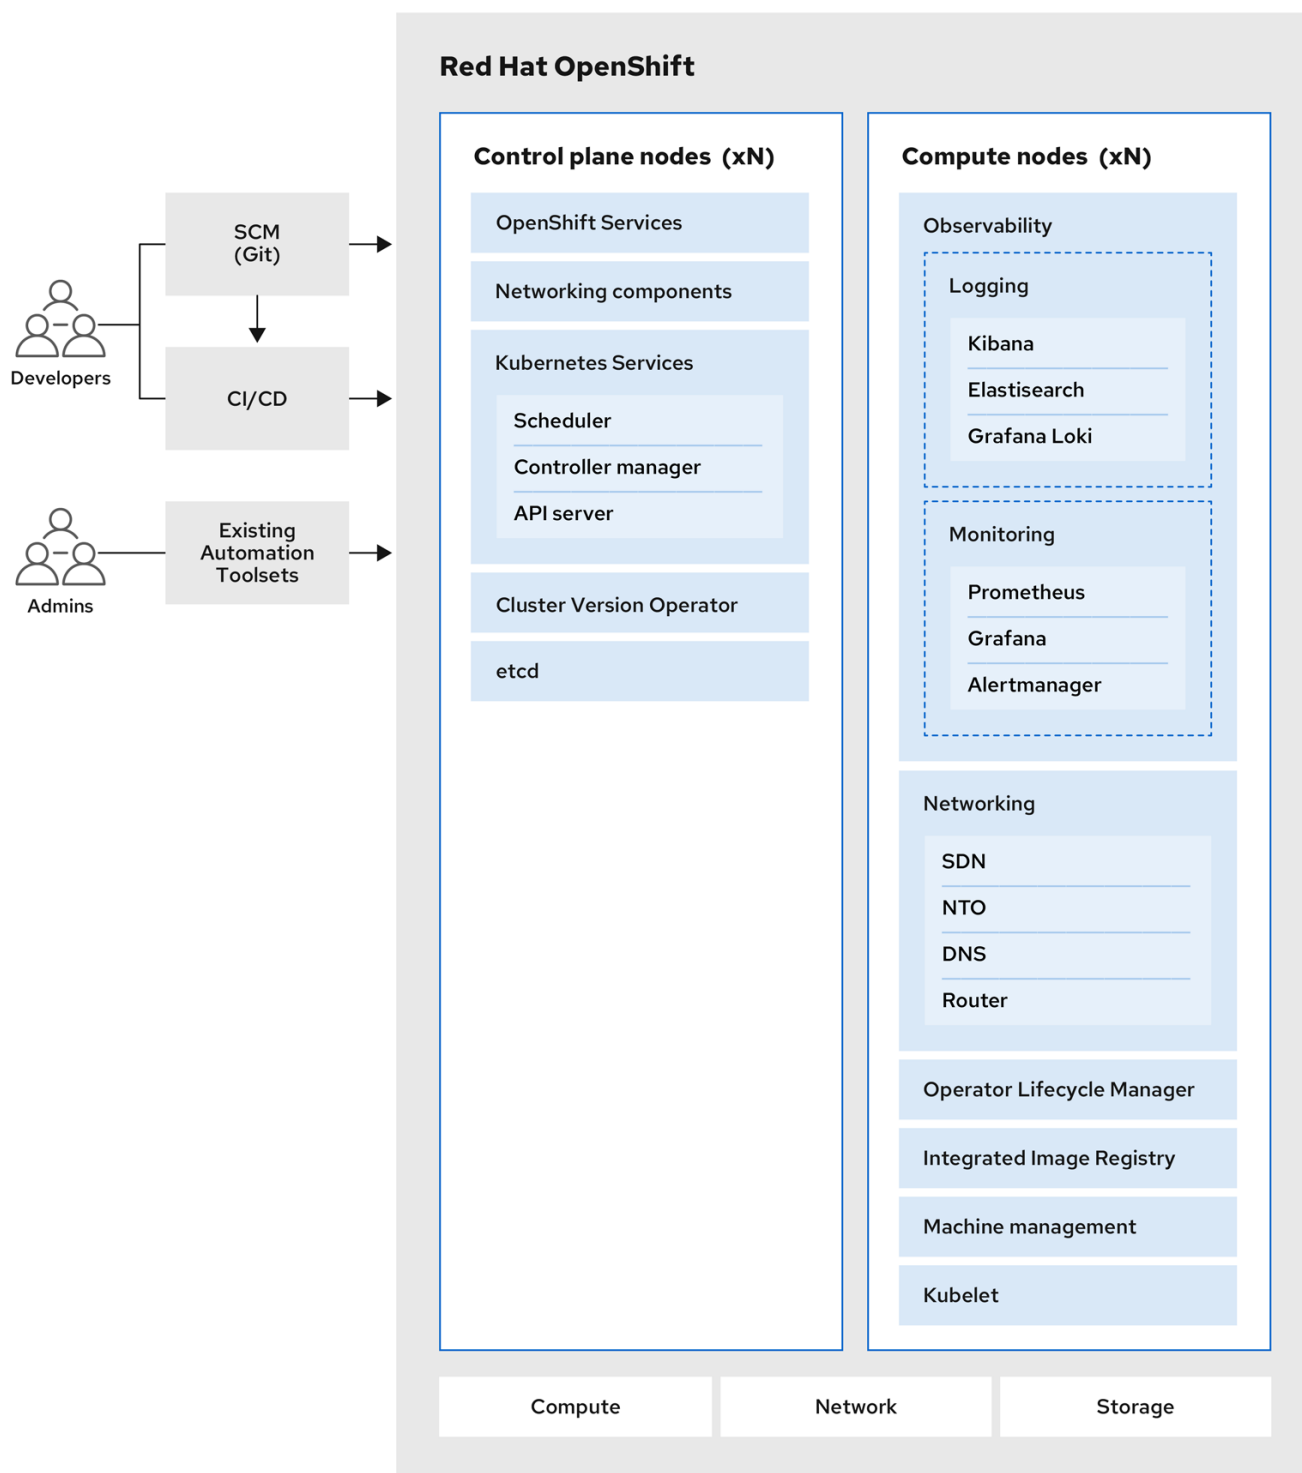 Red Hat OpenShift
Developers
SCM
(Git)
CI/CD
Admins
Existing
Automation
Toolsets
Control plane nodes (xN)
OpenShift Services
Networking components
Kubernetes Services
Scheduler
Controller manager
API server
Cluster Version Operator
etcd
Compute nodes (xN)
Observability
Logging
Kibana
Elastisearch
Grafana Loki
Monitoring
Prometheus
Grafana
Alertmanager
Networking
SDN
NTO
DNS
Router
Operator Lifecycle Manager
Integrated Image Registry
Machine management
Kubelet
Compute
Network
Storage